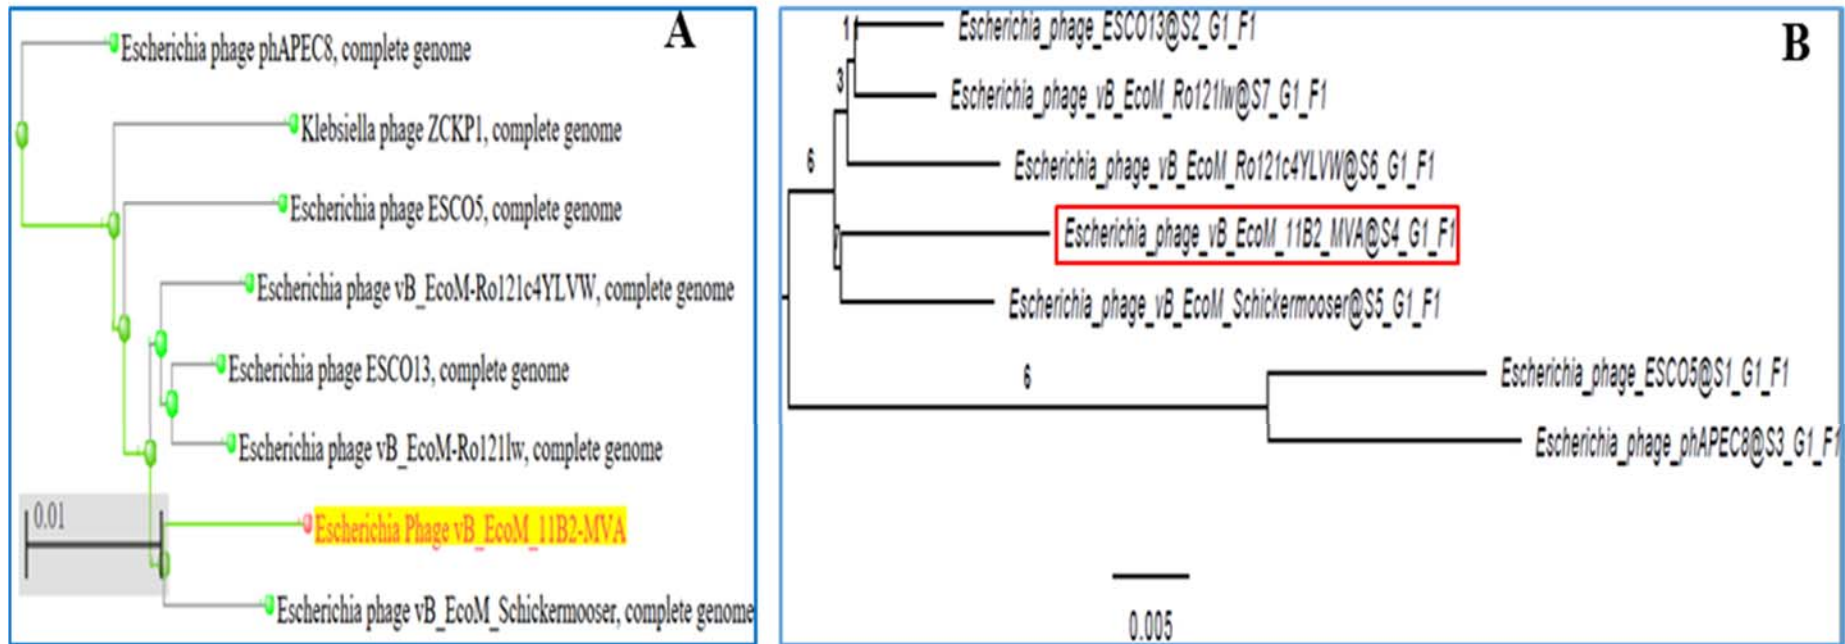 A
Escherichia phage phAPEC8, complete genome
Klebsiella phage ZCKP1, complete genome
Escherichia phage ESCO5, complete genome
Escherichia phage vB_EcoM-Ro121c4YLVW, complete genome
Escherichia phage ESCO13, complete genome
Escherichia phage vB_EcoM-Ro121lw, complete genome
0.01
Escherichia Phage vB_EcoM_11B2-MVA
Escherichia phage vB_EcoM_Schickermooser, complete genome
B
1
Escherichia_phage_ESCO13@S2_G1_F1
3
Escherichia_phage_vB_EcoM_Ro121lw@S7_G1_F1
6
Escherichia_phage_vB_EcoM_Ro121c4YLVW@S6_G1_F1
Escherichia_phage_vB_EcoM_11B2_MVA@S4_G1_F1
Escherichia_phage_vB_EcoM_Schickermooser@S5_G1_F1
6
Escherichia_phage_ESCO5@S1_G1_F1
Escherichia_phage_phAPEC8@S3_G1_F1
0.005